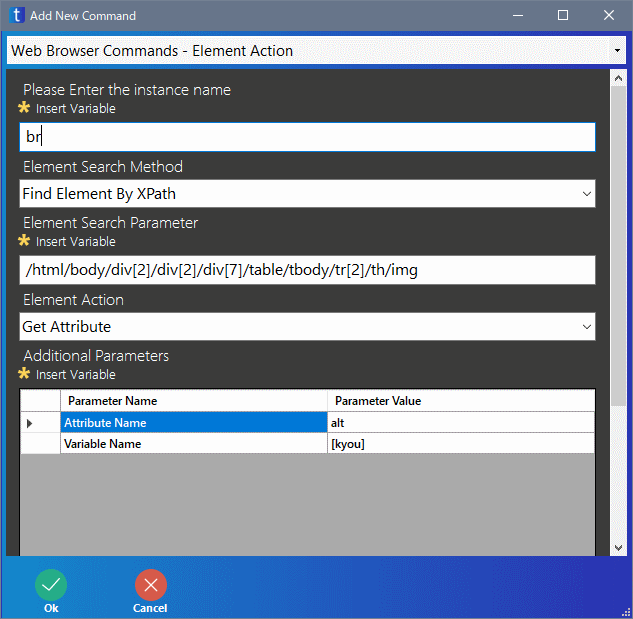 t Add New Command
Web Browser Commands - Element Action
Please Enter the instance name
Insert Variable
br
Element Search Method
Find Element By XPath
Element Search Parameter
Insert Variable
/html/body/div[2]/div[2]/div[7]/table/tbody/tr[2]/th/img
Element Action
Get Attribute
Additional Parameters
Insert Variable
Parameter Name Parameter Value
Attribute Name alt
Variable Name [kyou]
Ok Cancel